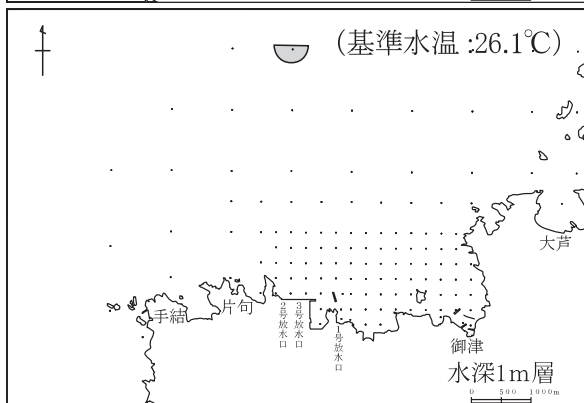 (基準水温:26.1℃)
大芦
手結
片句
2号放水口
3号放水口
1号放水口
御津
水深1m層
0 500 1000m